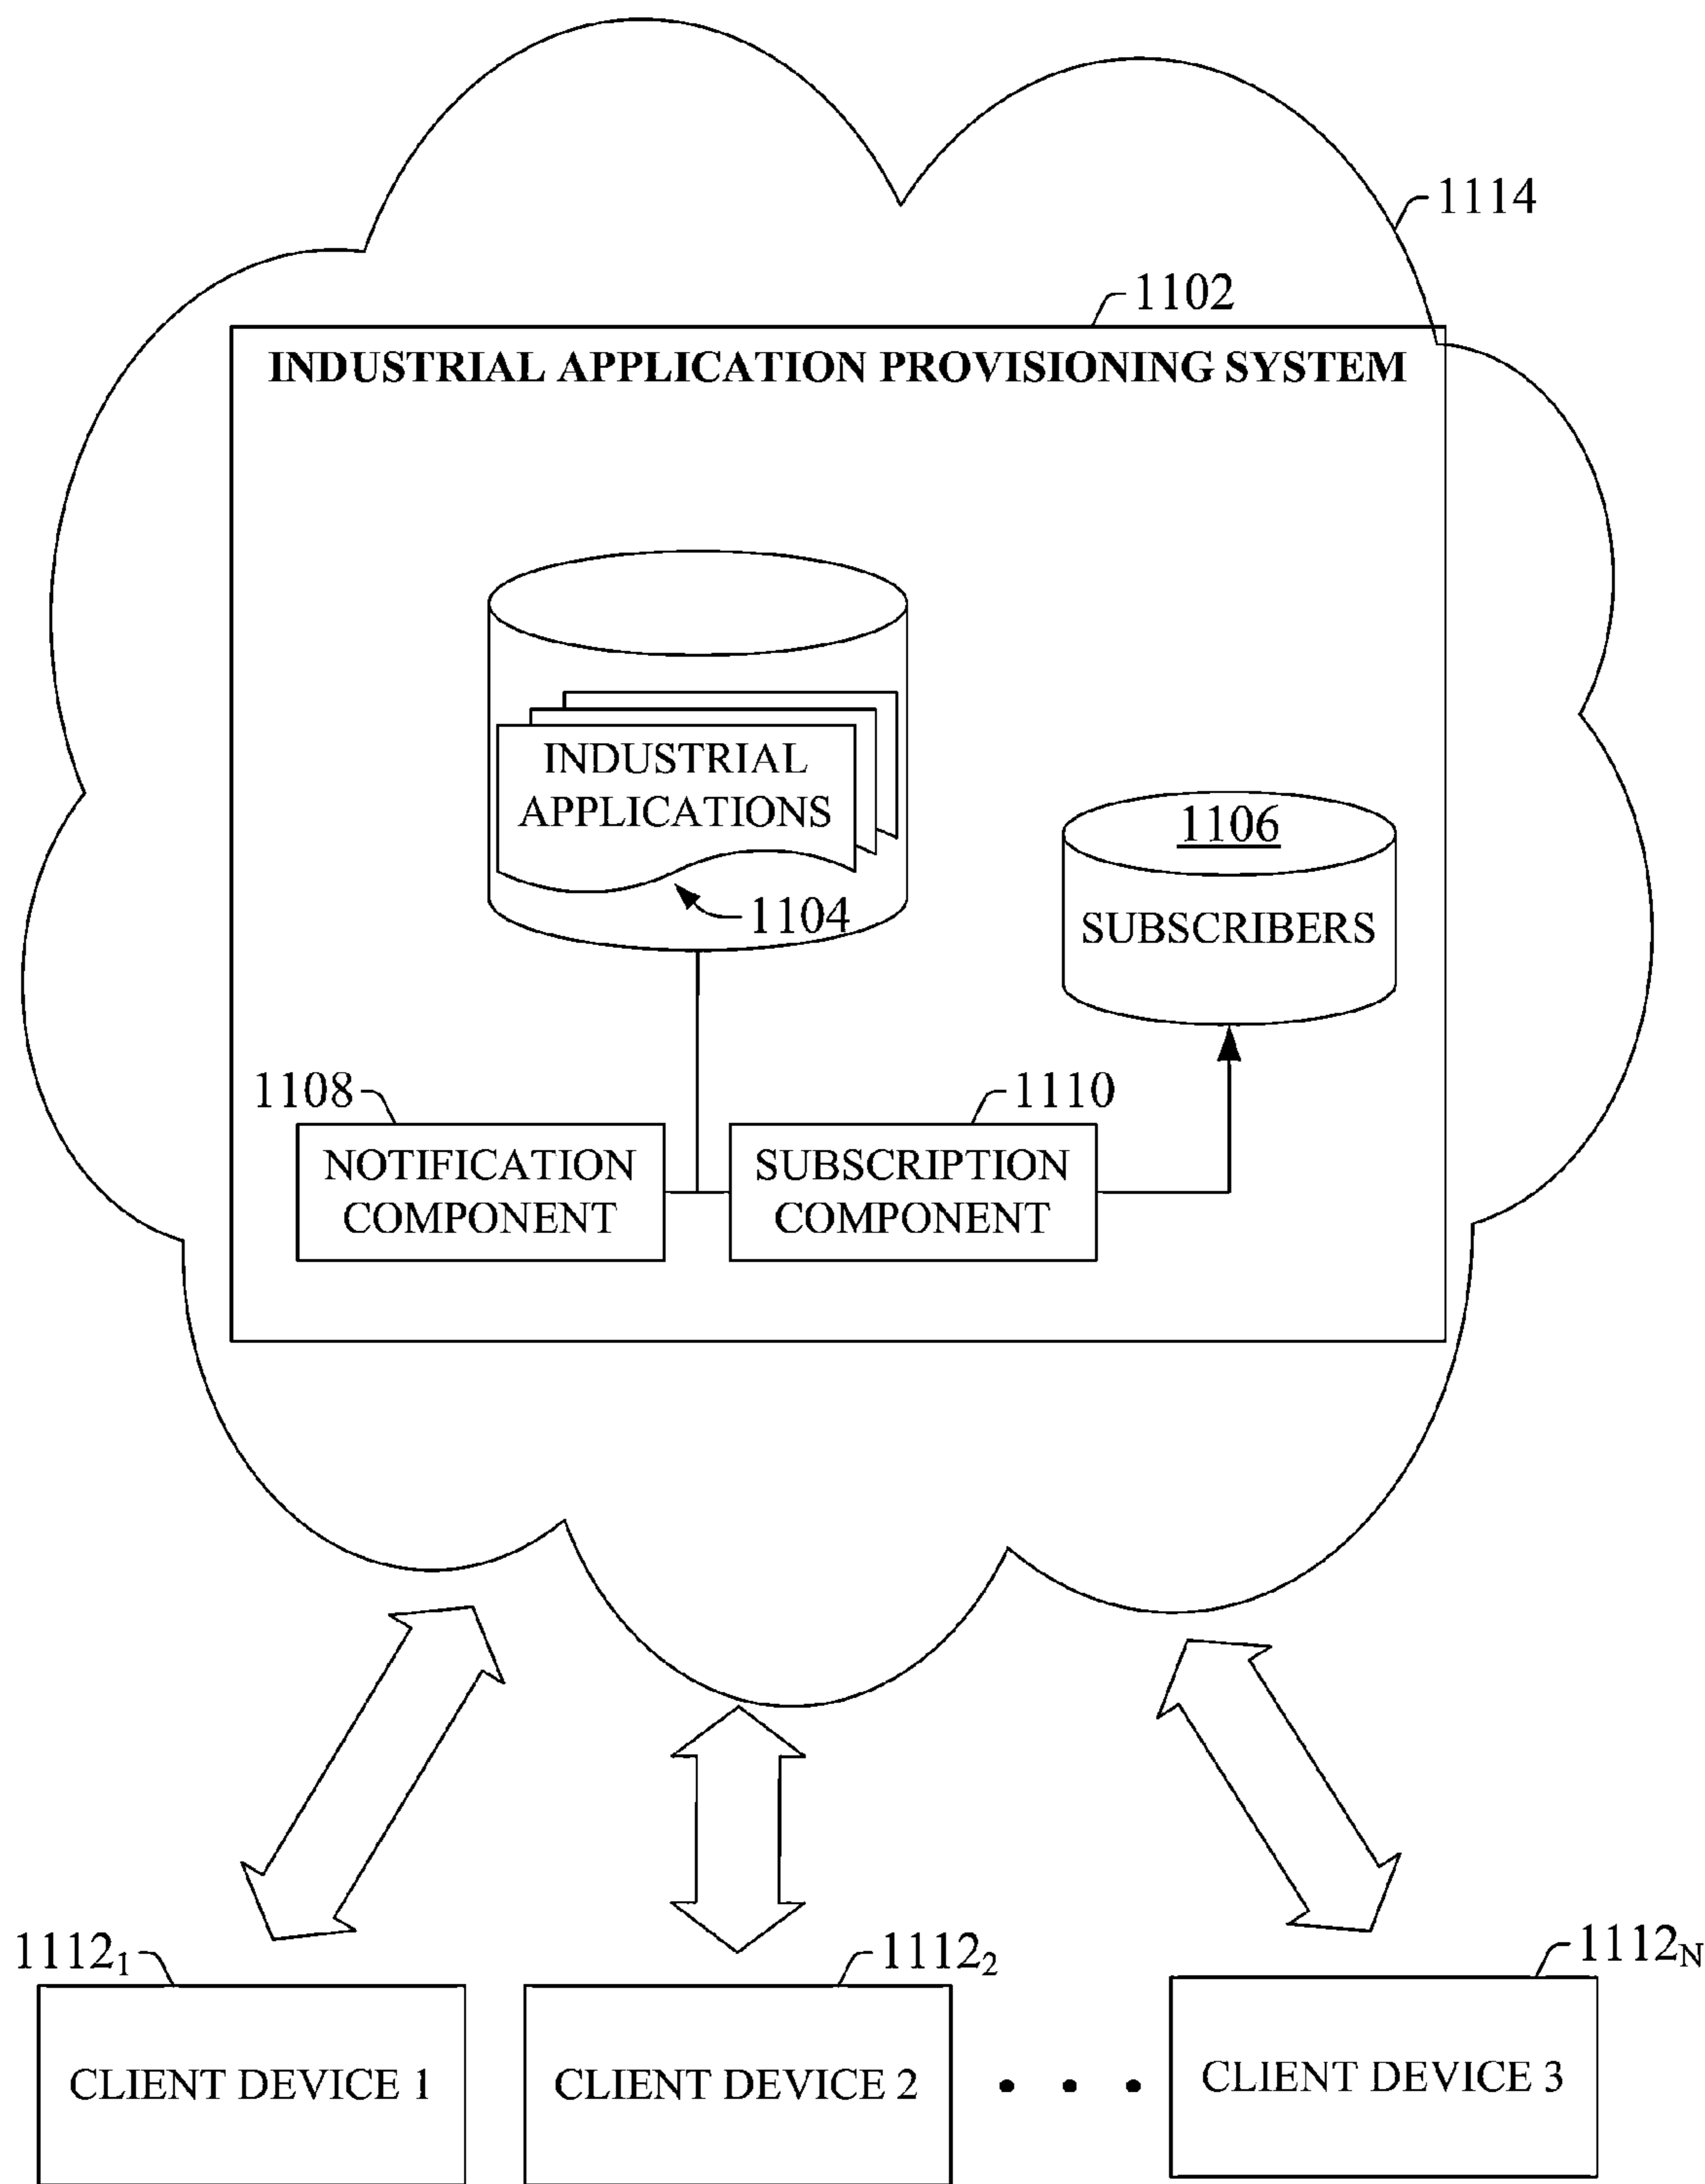 1114
1102
INDUSTRIAL APPLICATION PROVISIONING SYSTEM
INDUSTRIAL
APPLICATIONS
1104
1106
SUBSCRIBERS
1108
NOTIFICATION
COMPONENT
1110
SUBSCRIPTION
COMPONENT
1112₁
CLIENT DEVICE 1
1112₂
CLIENT DEVICE 2
. . .
1112N
CLIENT DEVICE 3